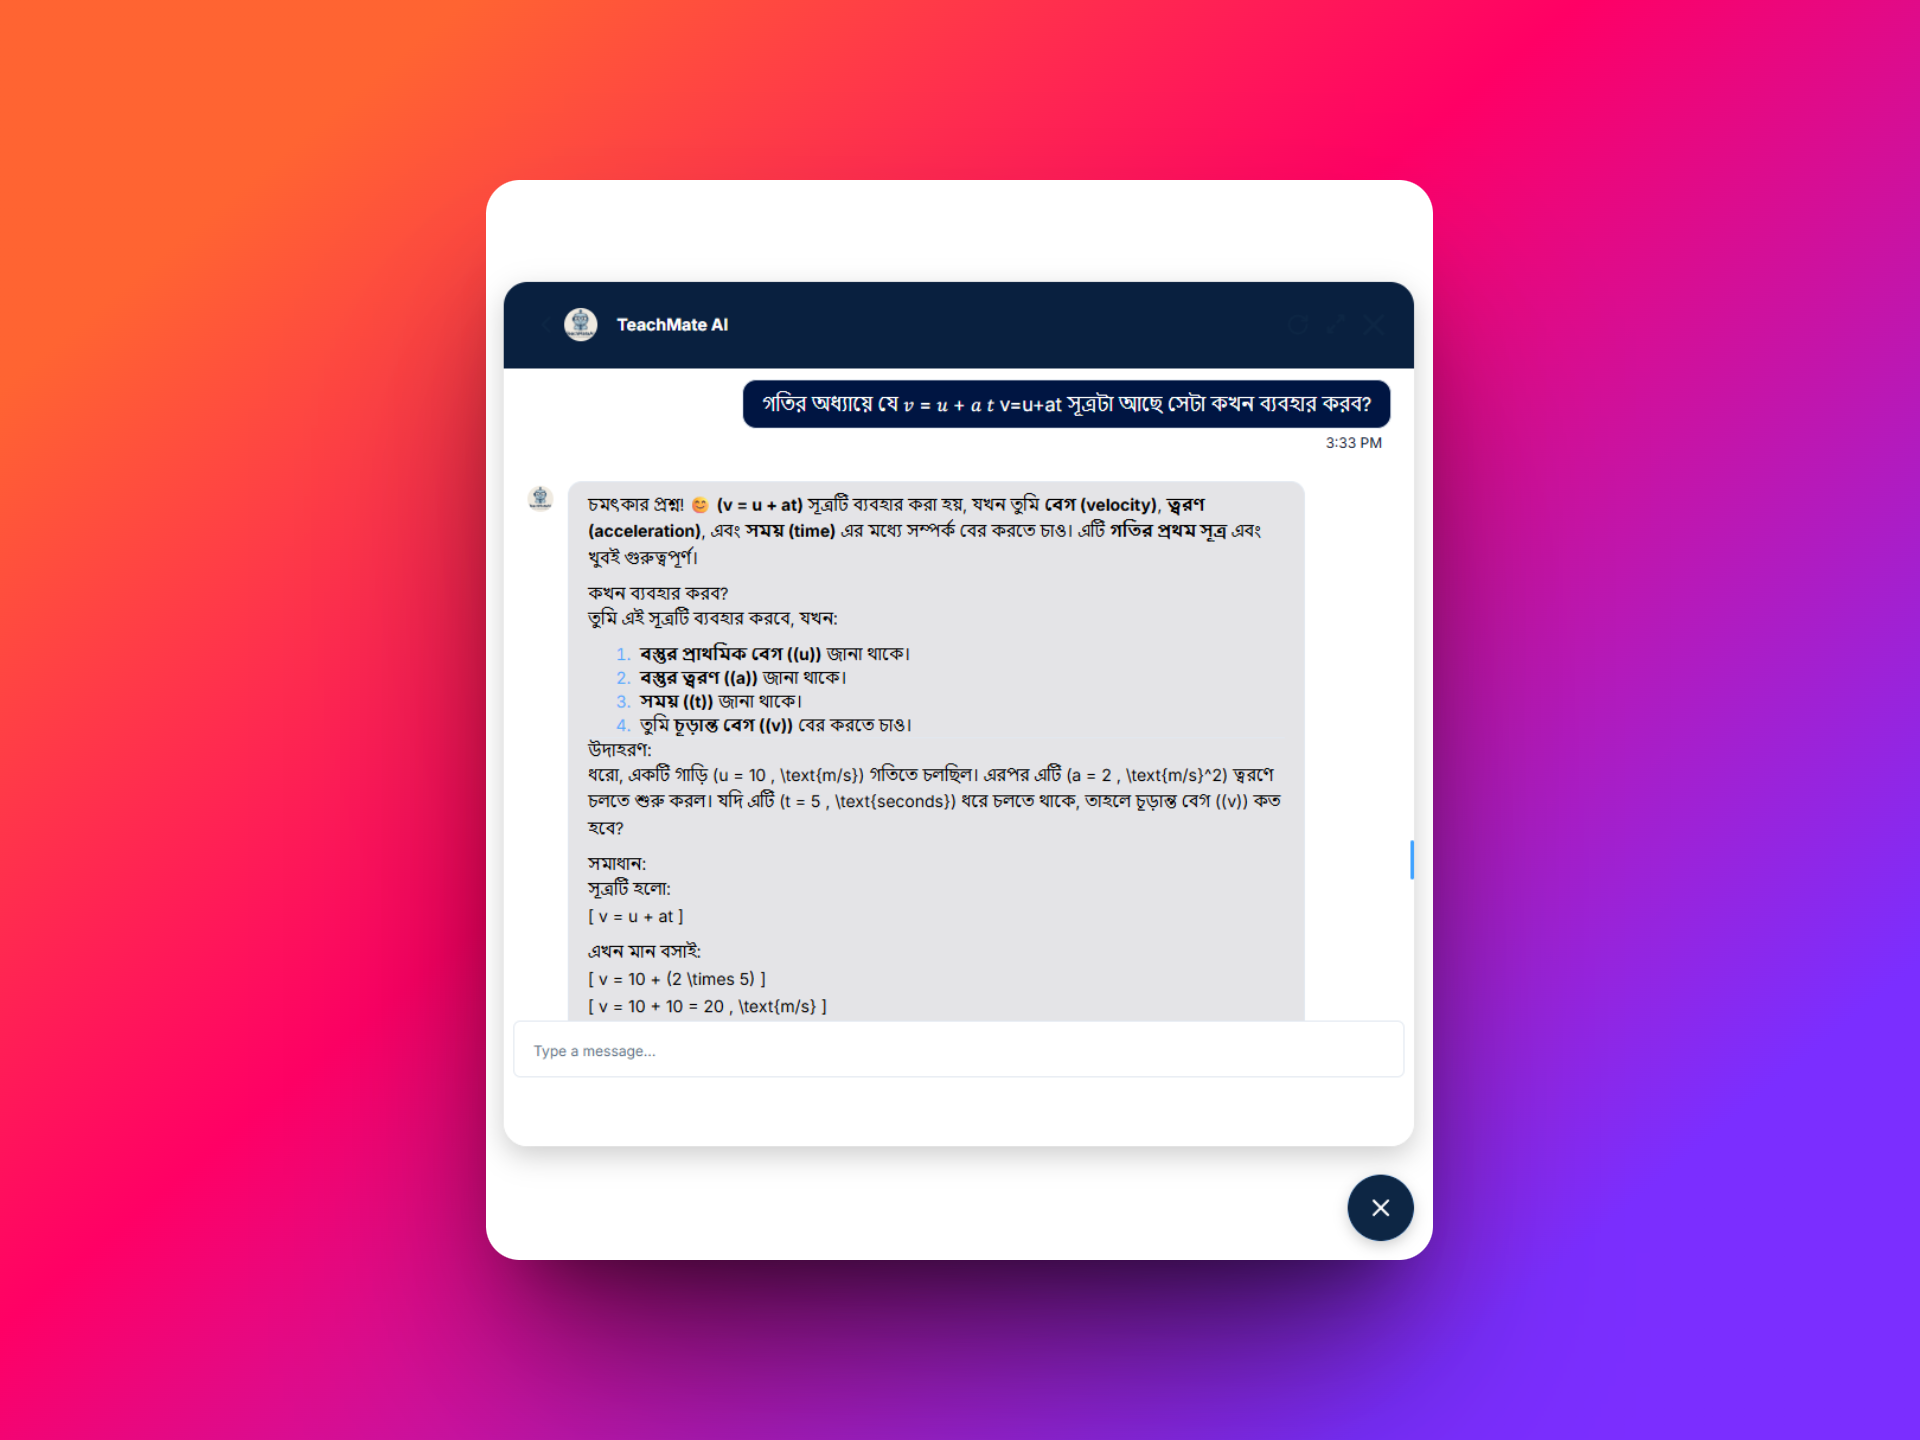 TeachMate AI
গতির অধ্যায়ে যে 𝑣 = 𝑢 + 𝑎 𝑡 v=u+at সূত্রটা আছে সেটা কখন ব্যবহার করব?
3:33 PM
চমৎকার প্রশ্ন! 😊 (v = u + at) সূত্রটি ব্যবহার করা হয়, যখন তুমি বেগ (velocity), ত্বরণ
(acceleration), এবং সময় (time) এর মধ্যে সম্পর্ক বের করতে চাও। এটি গতির প্রথম সূত্র এবং
খুবই গুরুত্বপূর্ণ।
কখন ব্যবহার করব?
তুমি এই সূত্রটি ব্যবহার করবে, যখন:
1. বস্তুর প্রাথমিক বেগ ((u)) জানা থাকে।
2. বস্তুর ত্বরণ ((a)) জানা থাকে।
3. সময় ((t)) জানা থাকে।
4. তুমি চূড়ান্ত বেগ ((v)) বের করতে চাও।
উদাহরণ:
ধরো, একটি গাড়ি (u = 10 , \text{m/s}) গতিতে চলছিল। এরপর এটি (a = 2 , \text{m/s}^2) ত্বরণে
চলতে শুরু করল। যদি এটি (t = 5 , \text{seconds}) ধরে চলতে থাকে, তাহলে চূড়ান্ত বেগ ((v)) কত
হবে?
সমাধান:
সূত্রটি হলো:
[ v = u + at ]
এখন মান বসাই:
[ v = 10 + (2 \times 5) ]
[ v = 10 + 10 = 20 , \text{m/s} ]
Type a message...